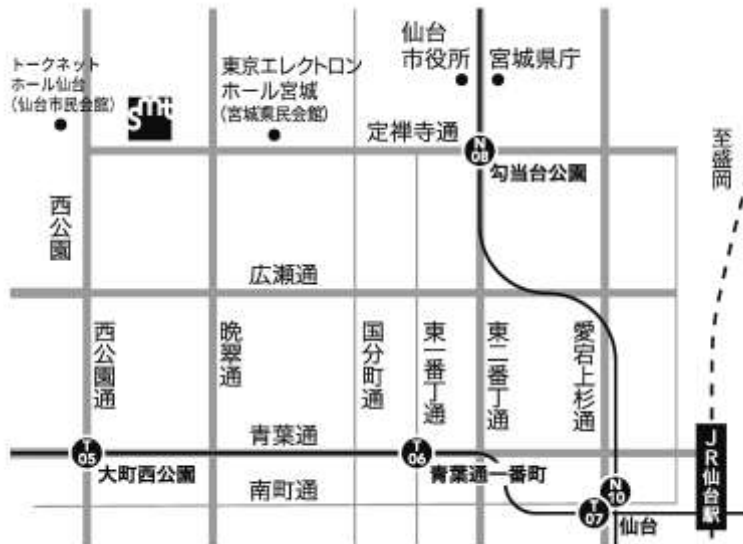 仙台
市役所
宮城県庁
トークネット
ホール仙台
(仙台市民会館)
smt
東京エレクトロン
ホール宮城
(宮城県民会館)
定禅寺通
N
08
勾当台公園
至盛岡
西公園
広瀬通
西公園通
晩翠通
国分町通
東一番丁通
東二番丁通
愛宕上杉通
青葉通
T
05
大町西公園
T
06
青葉通一番町
南町通
N
10
T
07
仙台
JR仙台駅